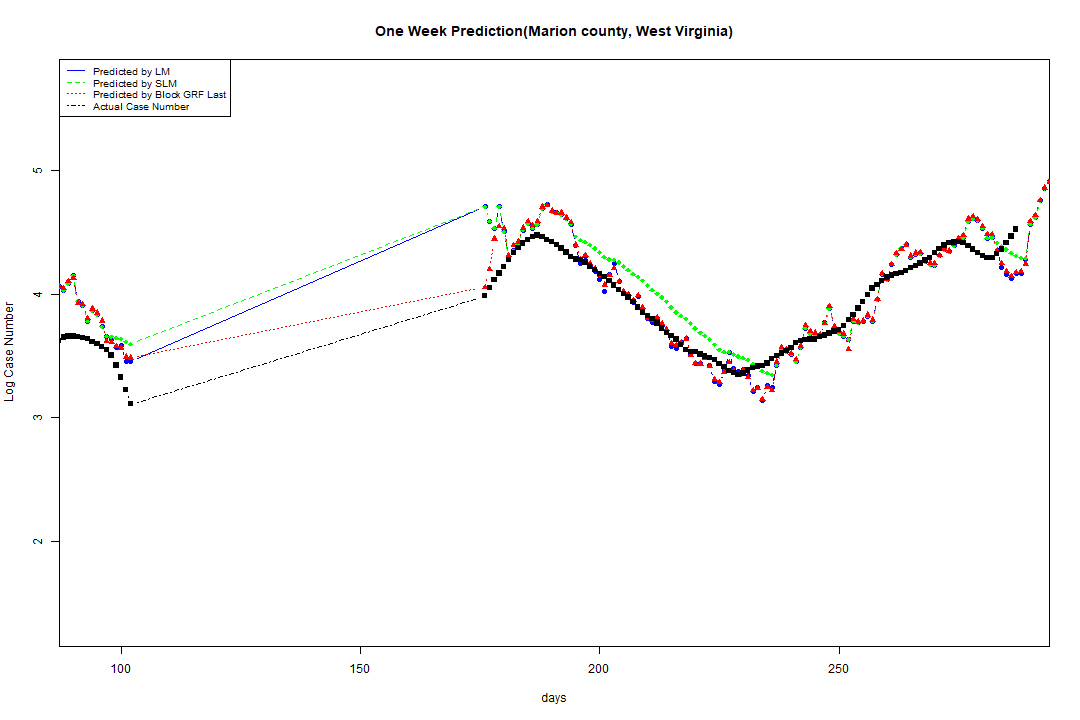 One Week Prediction(Marion county, West Virginia)
Predicted by LM
Predicted by SLM
Predicted by Block GRF Last
Actual Case Number
5
4
3
2
Log Case Number
100 150 200 250
days